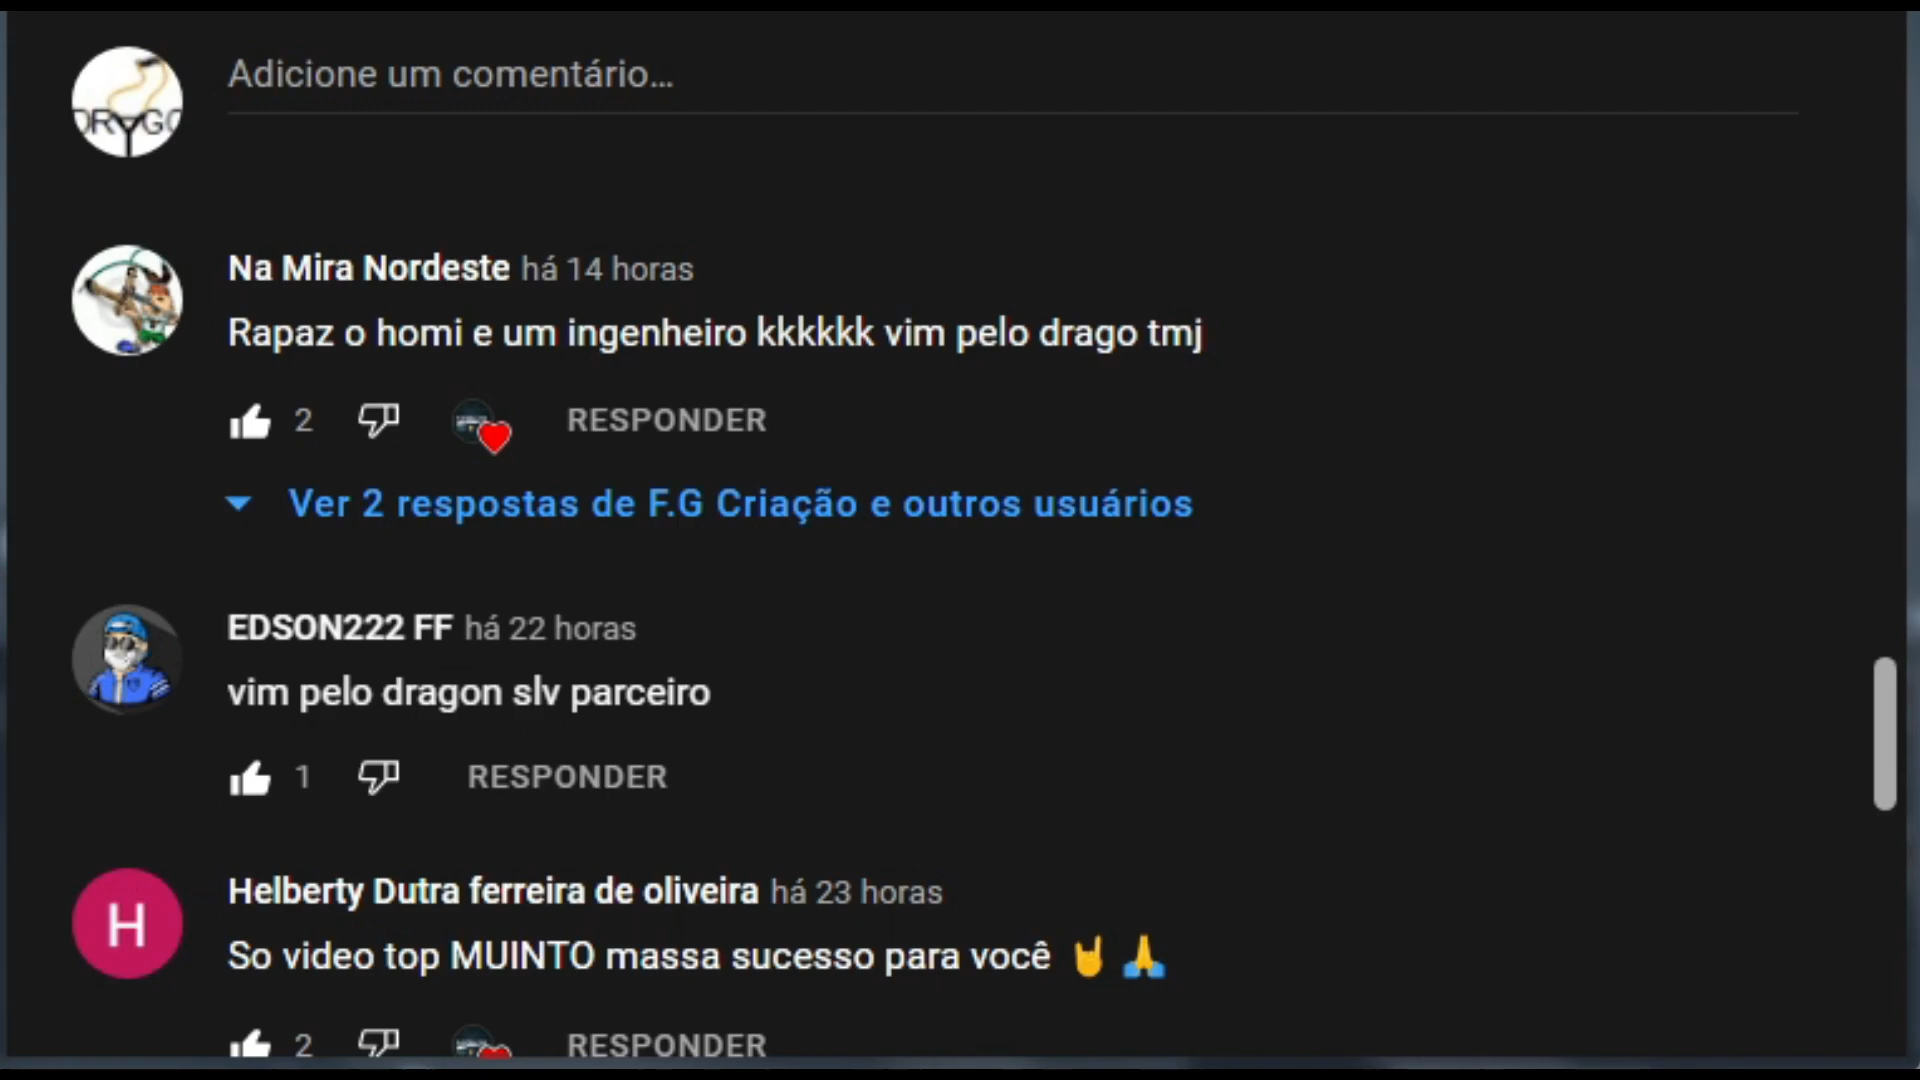 Adicione um comentário...
DRAGO
Na Mira Nordeste há 14 horas
Rapaz o homi e um ingenheiro kkkkkk vim pelo drago tmj
2 RESPONDER
Ver 2 respostas de F.G Criação e outros usuários
EDSON222 FF há 22 horas
vim pelo dragon slv parceiro
1 RESPONDER
H
Helberty Dutra ferreira de oliveira há 23 horas
So video top MUINTO massa sucesso para você 🤘 🙏
2 RESPONDER